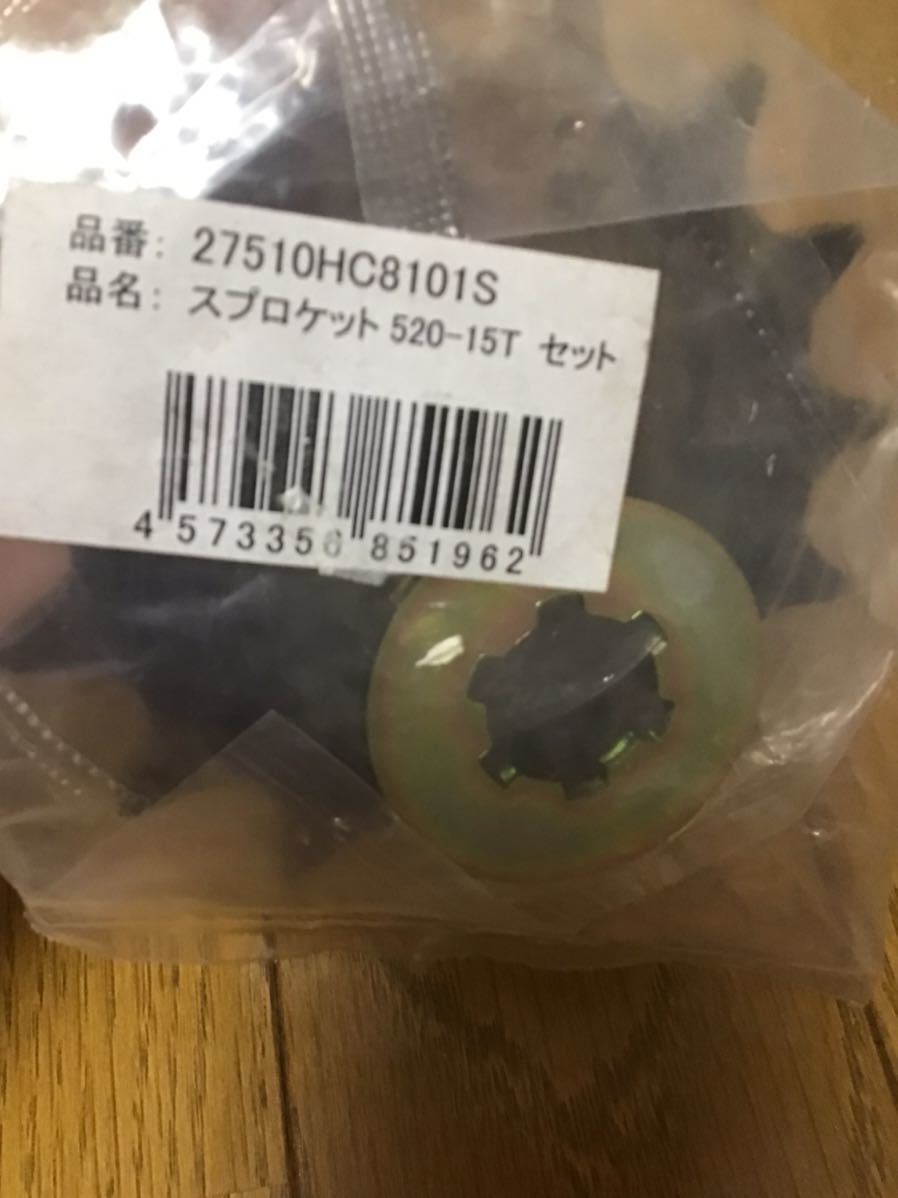 品番: 27510HC8101S
品名: スプロケット 520-15T セット
4 573356 851962